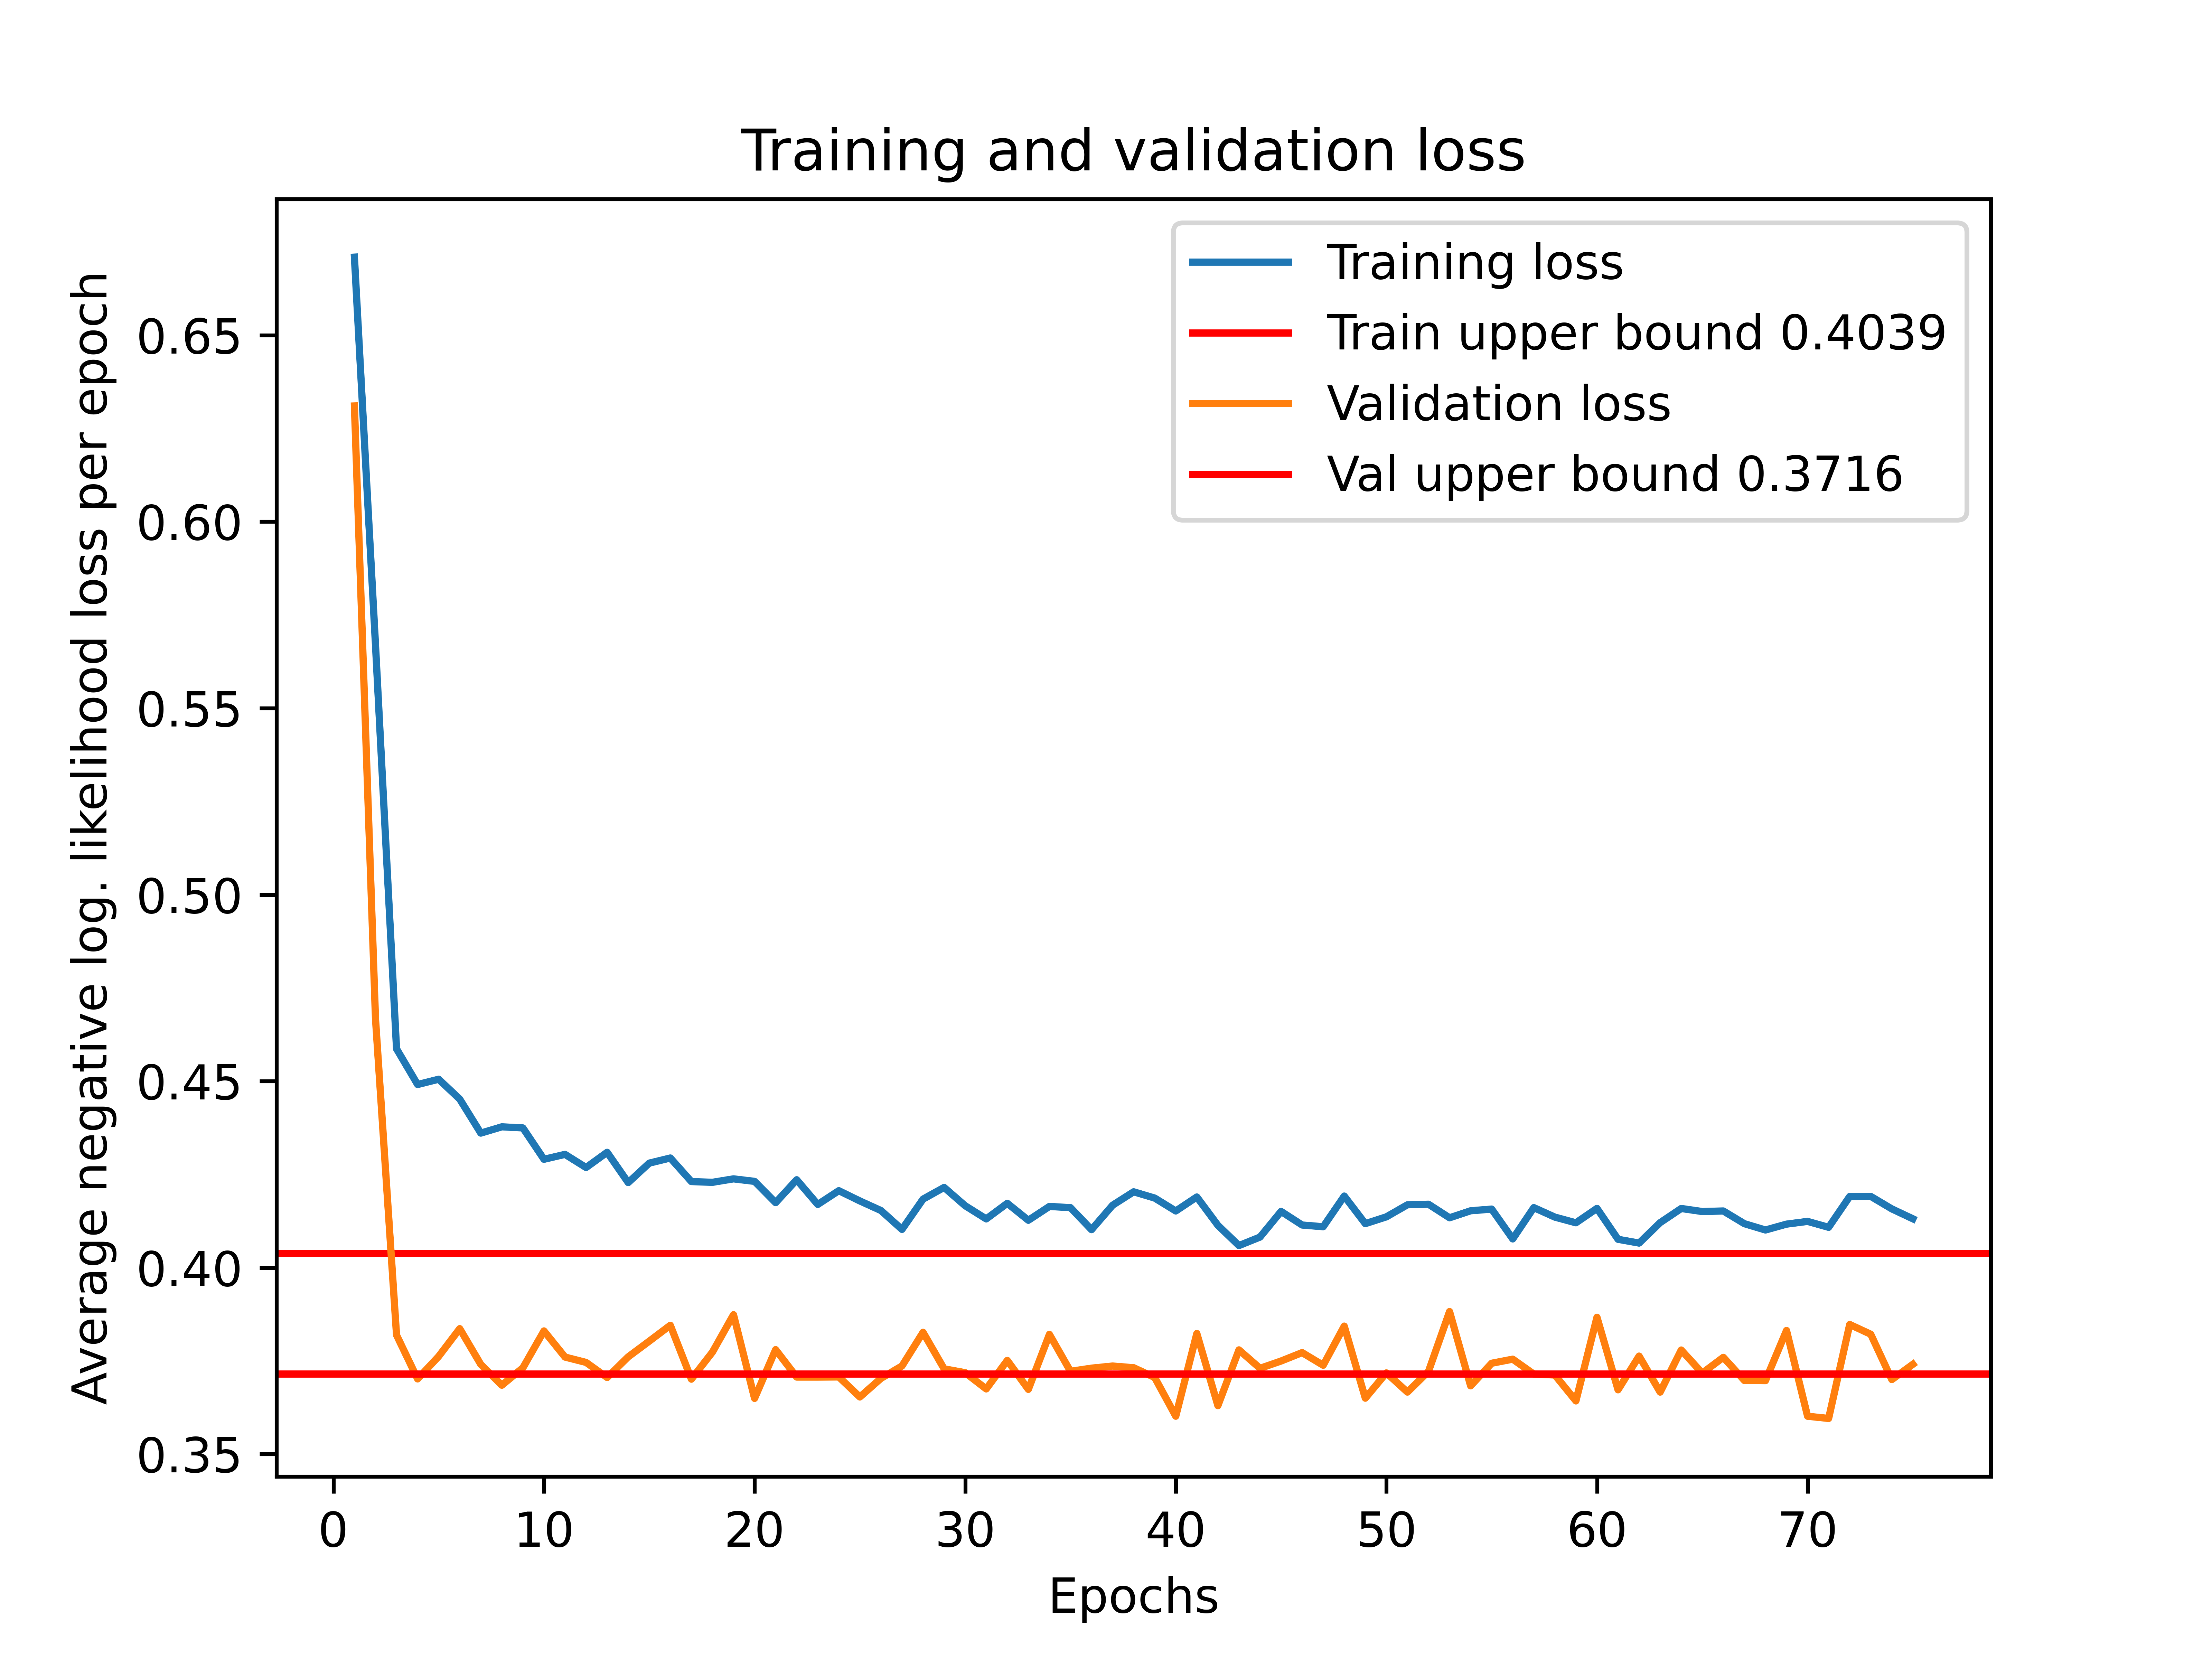 Training and validation loss
Training loss
Train upper bound 0.4039
Validation loss
Val upper bound 0.3716
Average negative log. likelihood loss per epoch
0.65
0.60
0.55
0.50
0.45
0.40
0.35
0 10 20 30 40 50 60 70
Epochs